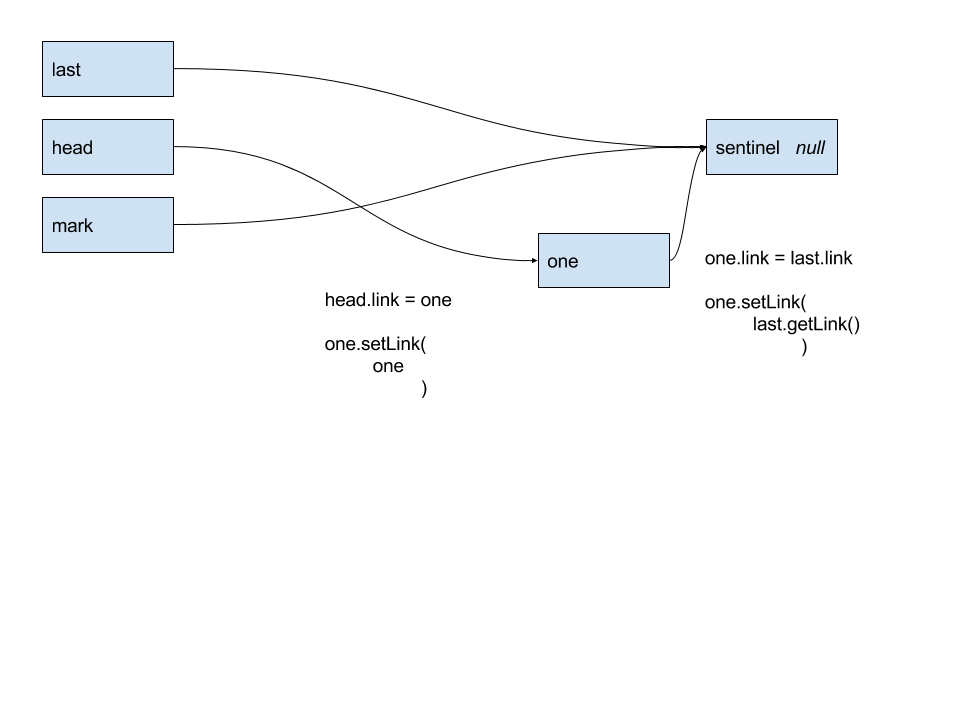 last
head
mark
sentinel null
one
one.link = last.link
one.setLink(
last.getLink()
)
head.link = one
one.setLink(
one
)